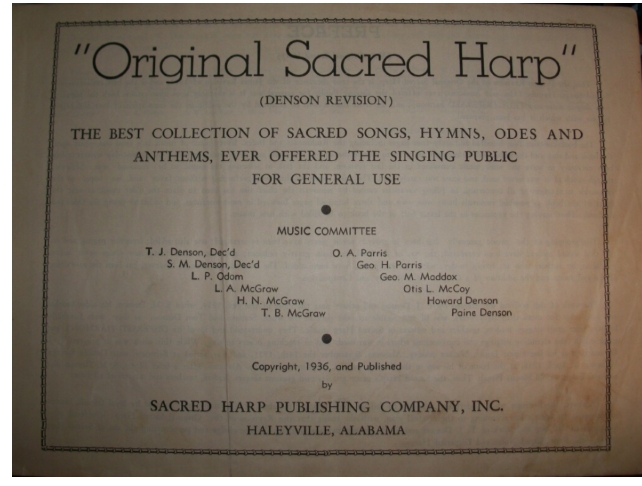 "Original Sacred Harp"
(DENSON REVISION)
THE BEST COLLECTION OF SACRED SONGS, HYMNS, ODES AND
ANTHEMS, EVER OFFERED THE SINGING PUBLIC
FOR GENERAL USE
MUSIC COMMITTEE
T. J. Denson, Dec'd O. A. Parris
S. M. Denson, Dec'd Geo. H. Parris
L. P. Odom Geo. M. Maddox
L. A. McGraw Otis L. McCoy
H. N. McGraw Howard Denson
T. B. McGraw Paine Denson
Copyright, 1936, and Published
by
SACRED HARP PUBLISHING COMPANY, INC.
HALEYVILLE, ALABAMA